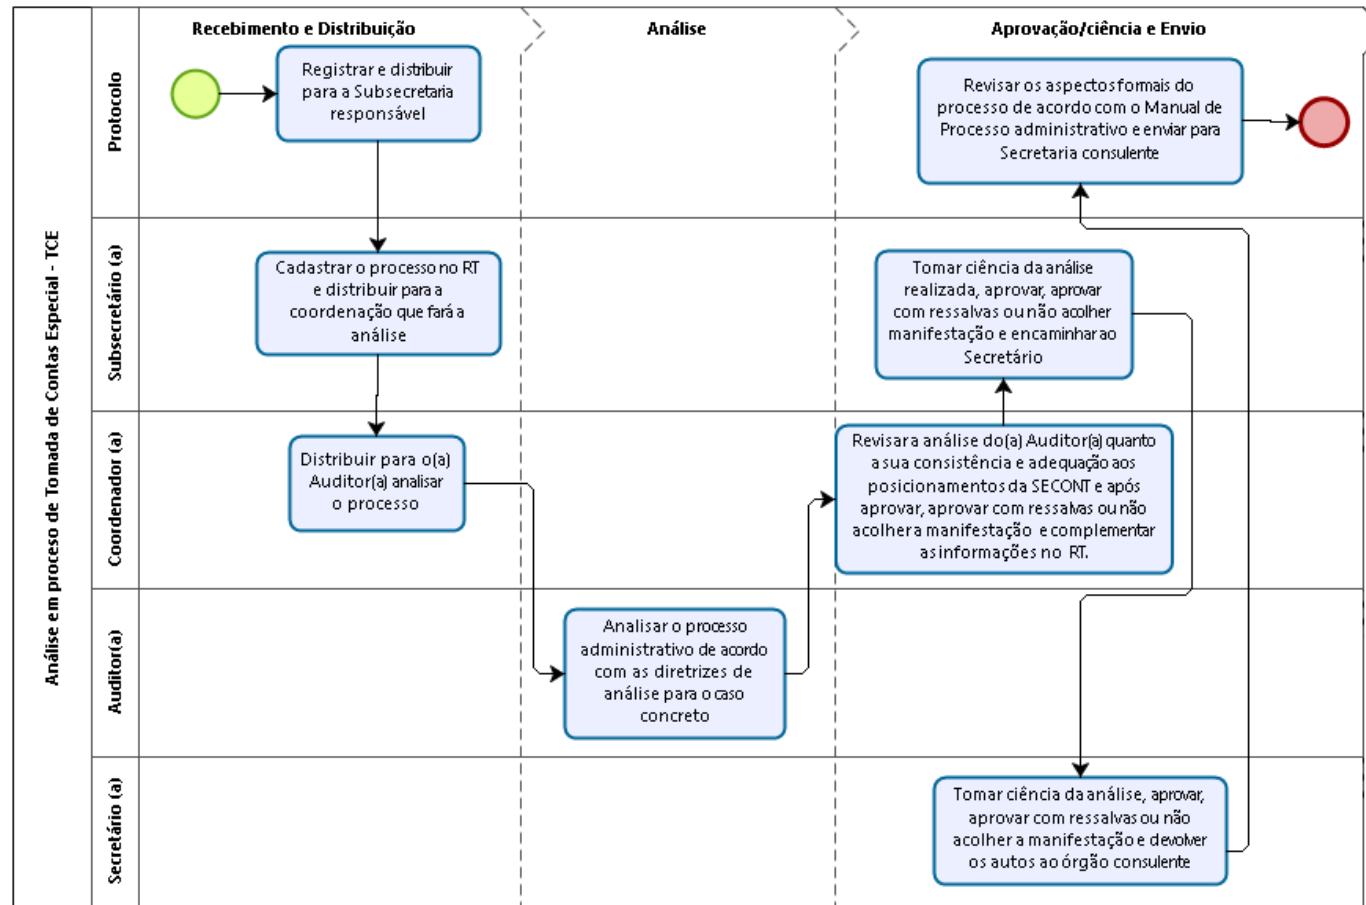 Recebimento e Distribuição
Análise
Aprovação/ciência e Envio
Análise em proceso de Tomada de Contas Especial - TCE
Protocolo
Registrar e distribuir
para a Subsecretaria
responsável
Revisar os aspectos formais do
processo de acordo com o Manual de
Processo administrativo e enviar para
Secretaria consulente
Subsecretário (a)
Cadastrar o processo no RT
e distribuir para a
coordenação que fará a
análise
Tomar ciência da análise
realizada, aprovar, aprovar
com ressalvas ou não acolher
manifestação e encaminhar ao
Secretário
Coordenador (a)
Distribuir para o(a)
Auditor(a) analisar
o processo
Revisar a análise do(a) Auditor(a) quanto
a sua consistência e adequação aos
posicionamentos da SECONT e após
aprovar, aprovar com ressalvas ou não
acolher a manifestação e complementar
as informações no RT.
Auditor(a)
Analisar o processo
administrativo de acordo
com as diretrizes de
análise para o caso
concreto
Secretário (a)
Tomar ciência da análise, aprovar,
aprovar com ressalvas ou não
acolher a manifestação e devolver
os autos ao órgão consulente